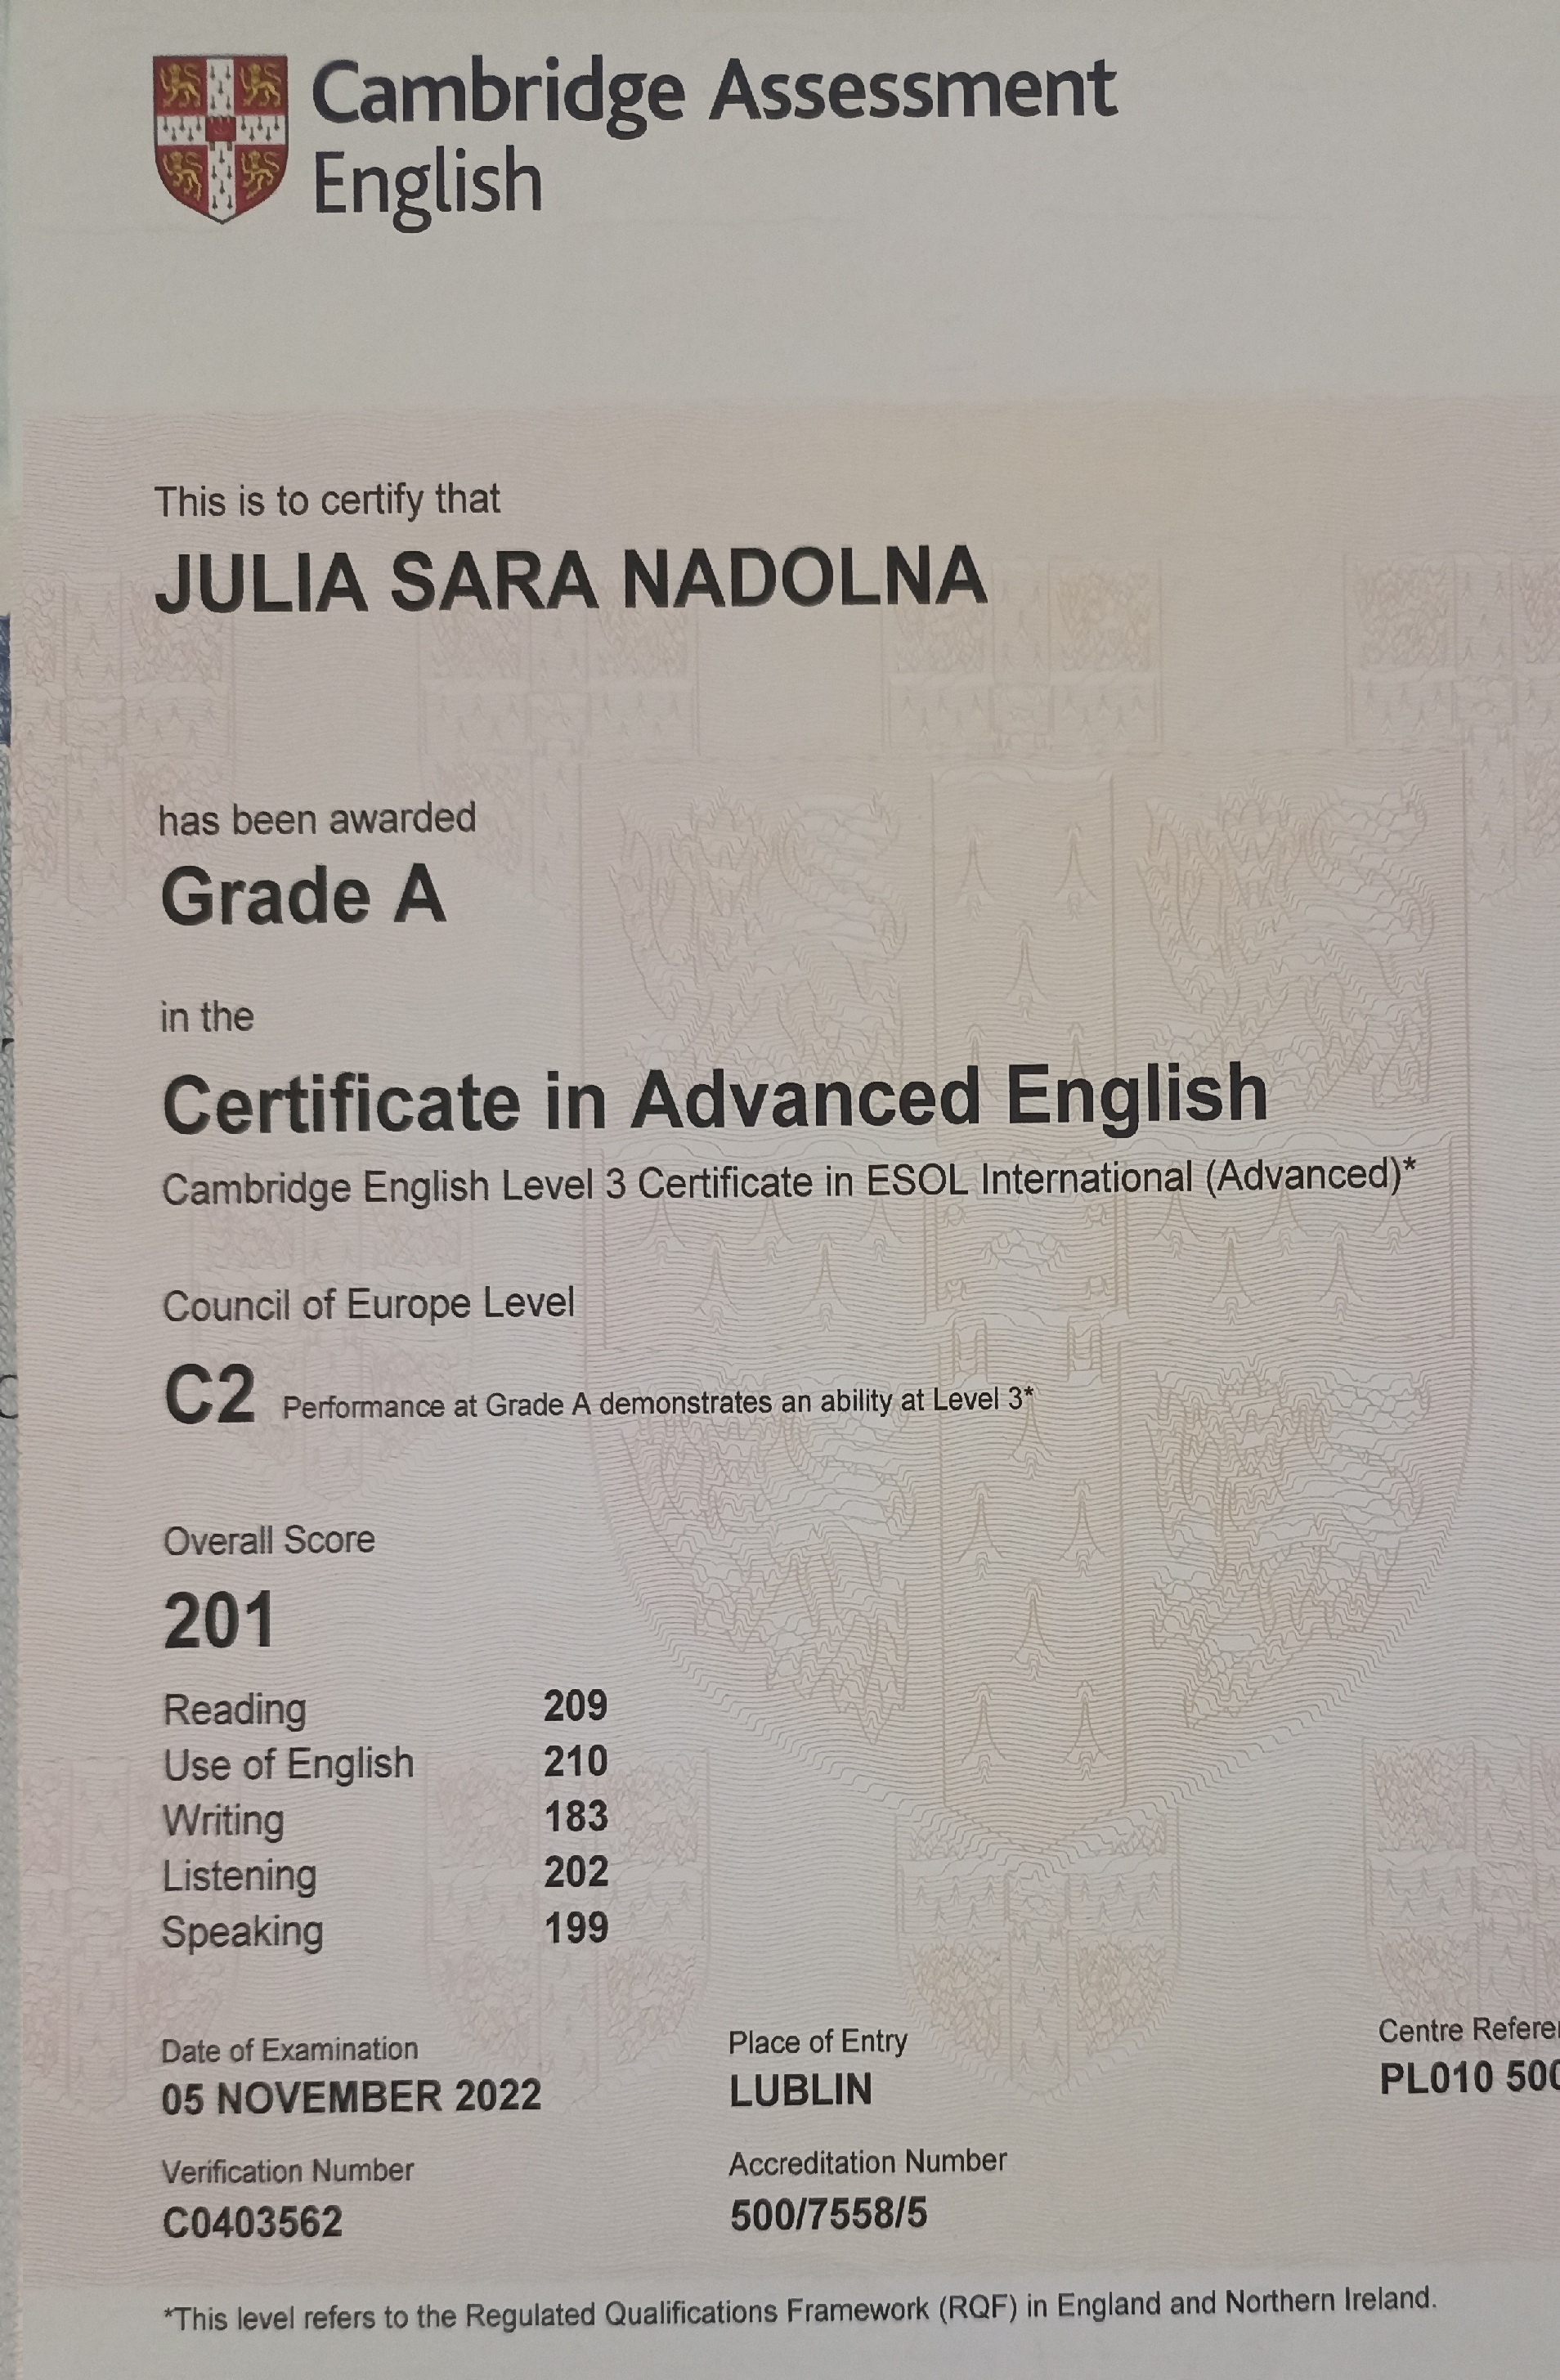 Cambridge Assessment
English
This is to certify that
JULIA SARA NADOLNA
has been awarded
Grade A
in the
Certificate in Advanced English
Cambridge English Level 3 Certificate in ESOL International (Advanced)*
Council of Europe Level
C2 Performance at Grade A demonstrates an ability at Level 3*
Overall Score
201
Reading 209
Use of English 210
Writing 183
Listening 202
Speaking 199
Date of Examination Place of Entry Centre
05 NOVEMBER 2022 LUBLIN PL010
Verification Number Accreditation Number
C0403562 500/7558/5
*This level refers to the Regulated Qualifications Framework (RQF) in England and Northern Ireland.